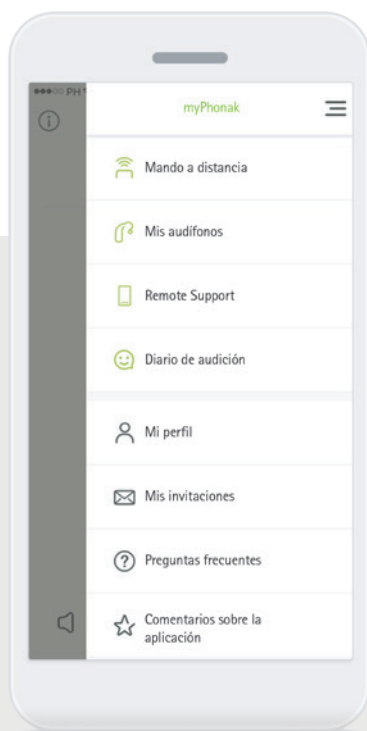 PH
myPhonak
Mando a distancia
Mis audífonos
Remote Support
Diario de audición
Mi perfil
Mis invitaciones
Preguntas frecuentes
Comentarios sobre la
aplicación